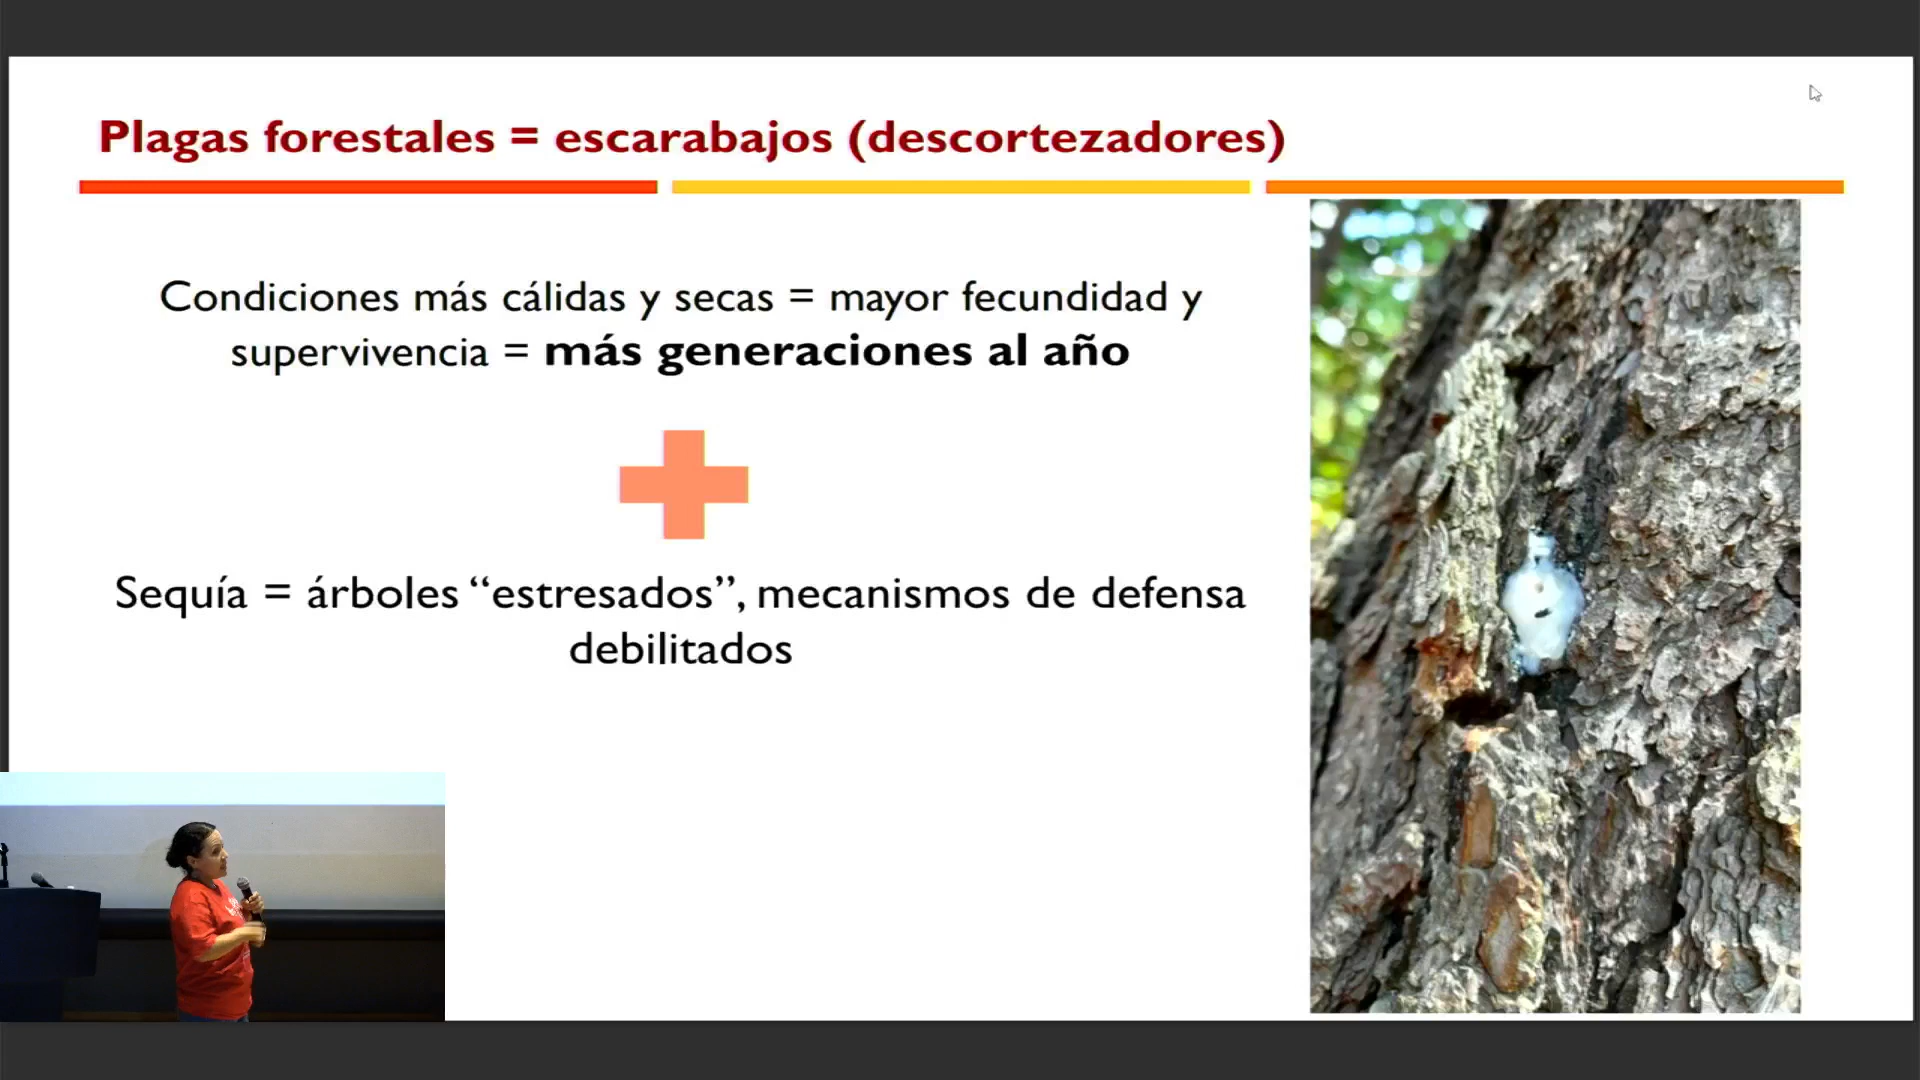 Plagas forestales = escarabajos (descortezadores)
Condiciones más cálidas y secas = mayor fecundidad y
supervivencia = más generaciones al año
Sequía = árboles “estresados”, mecanismos de defensa
debilitados